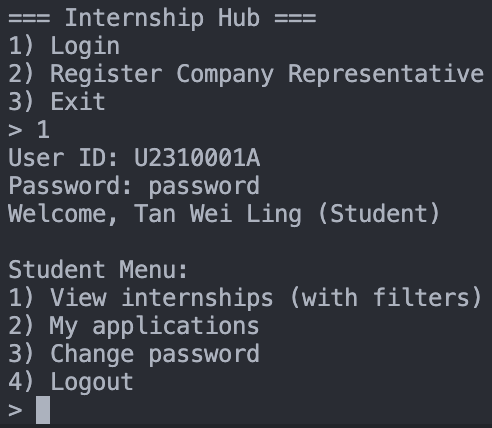 === Internship Hub ===
1) Login
2) Register Company Representative
3) Exit
> 1
User ID: U2310001A
Password: password
Welcome, Tan Wei Ling (Student)
Student Menu:
1) View internships (with filters)
2) My applications
3) Change password
4) Logout
>